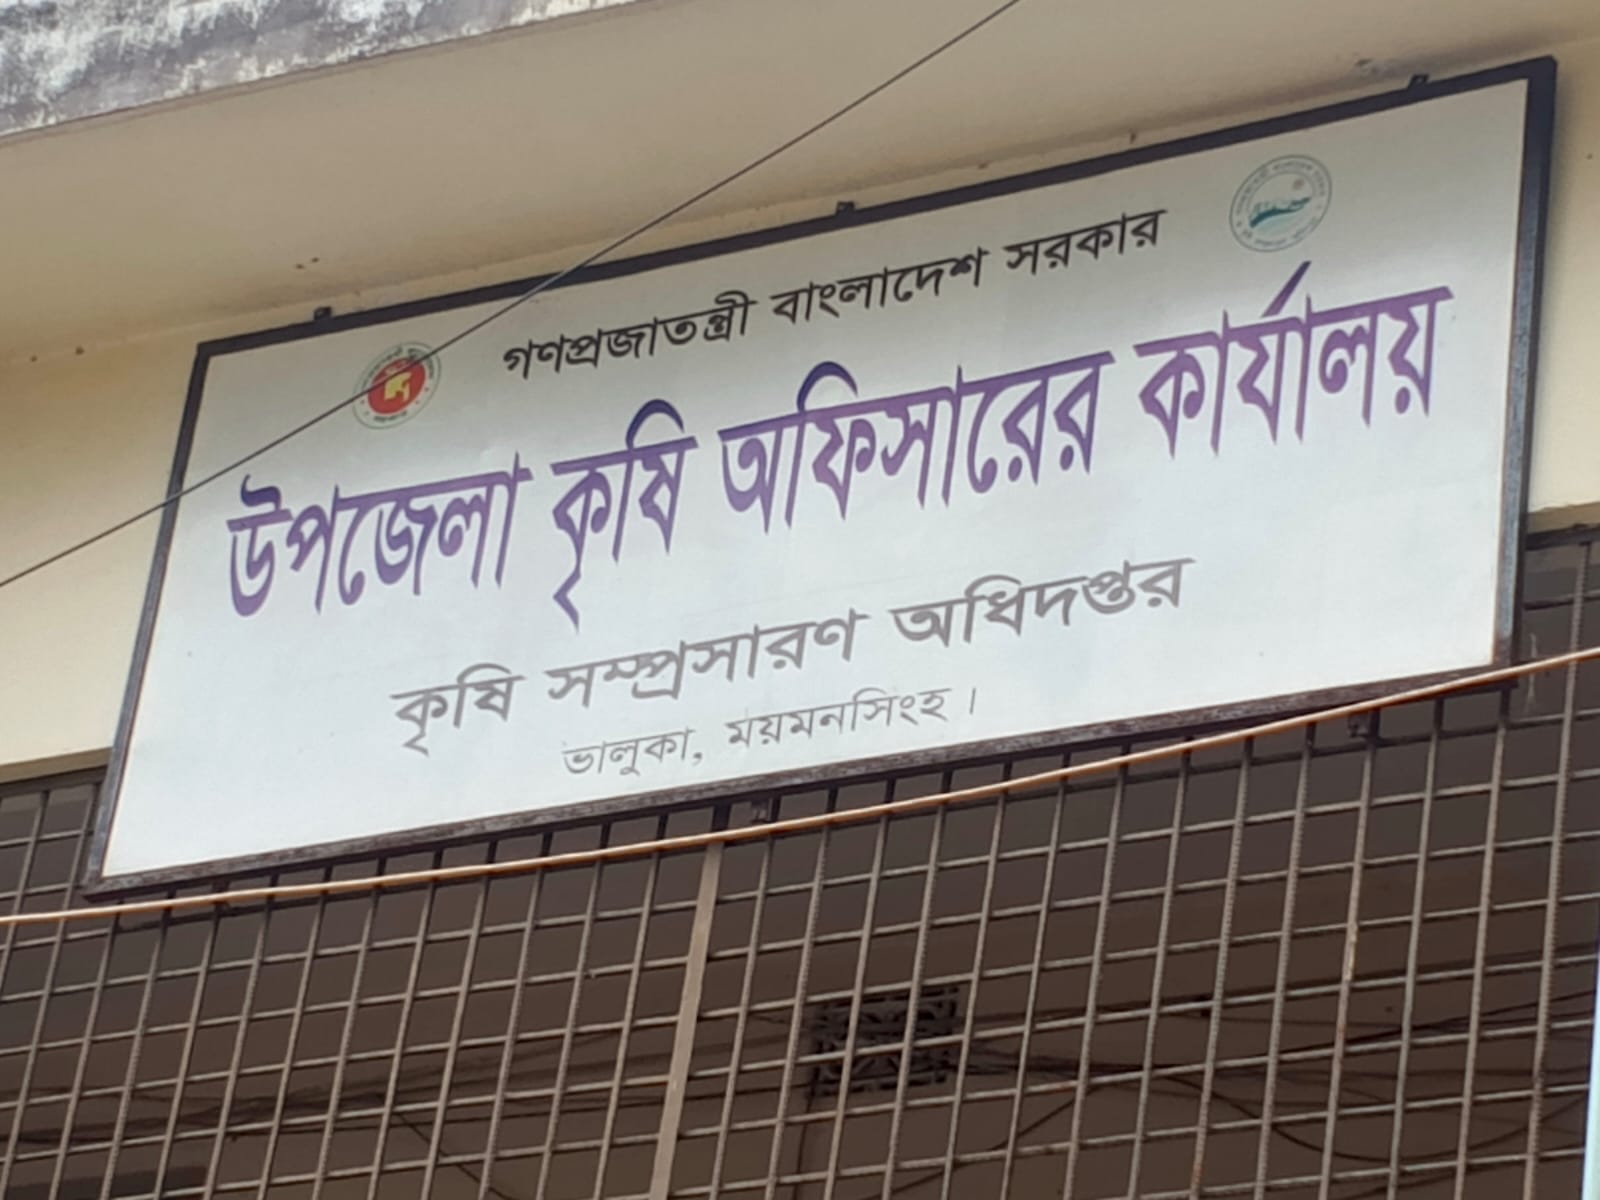 গণপ্রজাতন্ত্রী বাংলাদেশ সরকার
উপজেলা কৃষি অফিসারের কার্যালয়
কৃষি সম্প্রসারণ অধিদপ্তর
ভালুকা, ময়মনসিংহ।